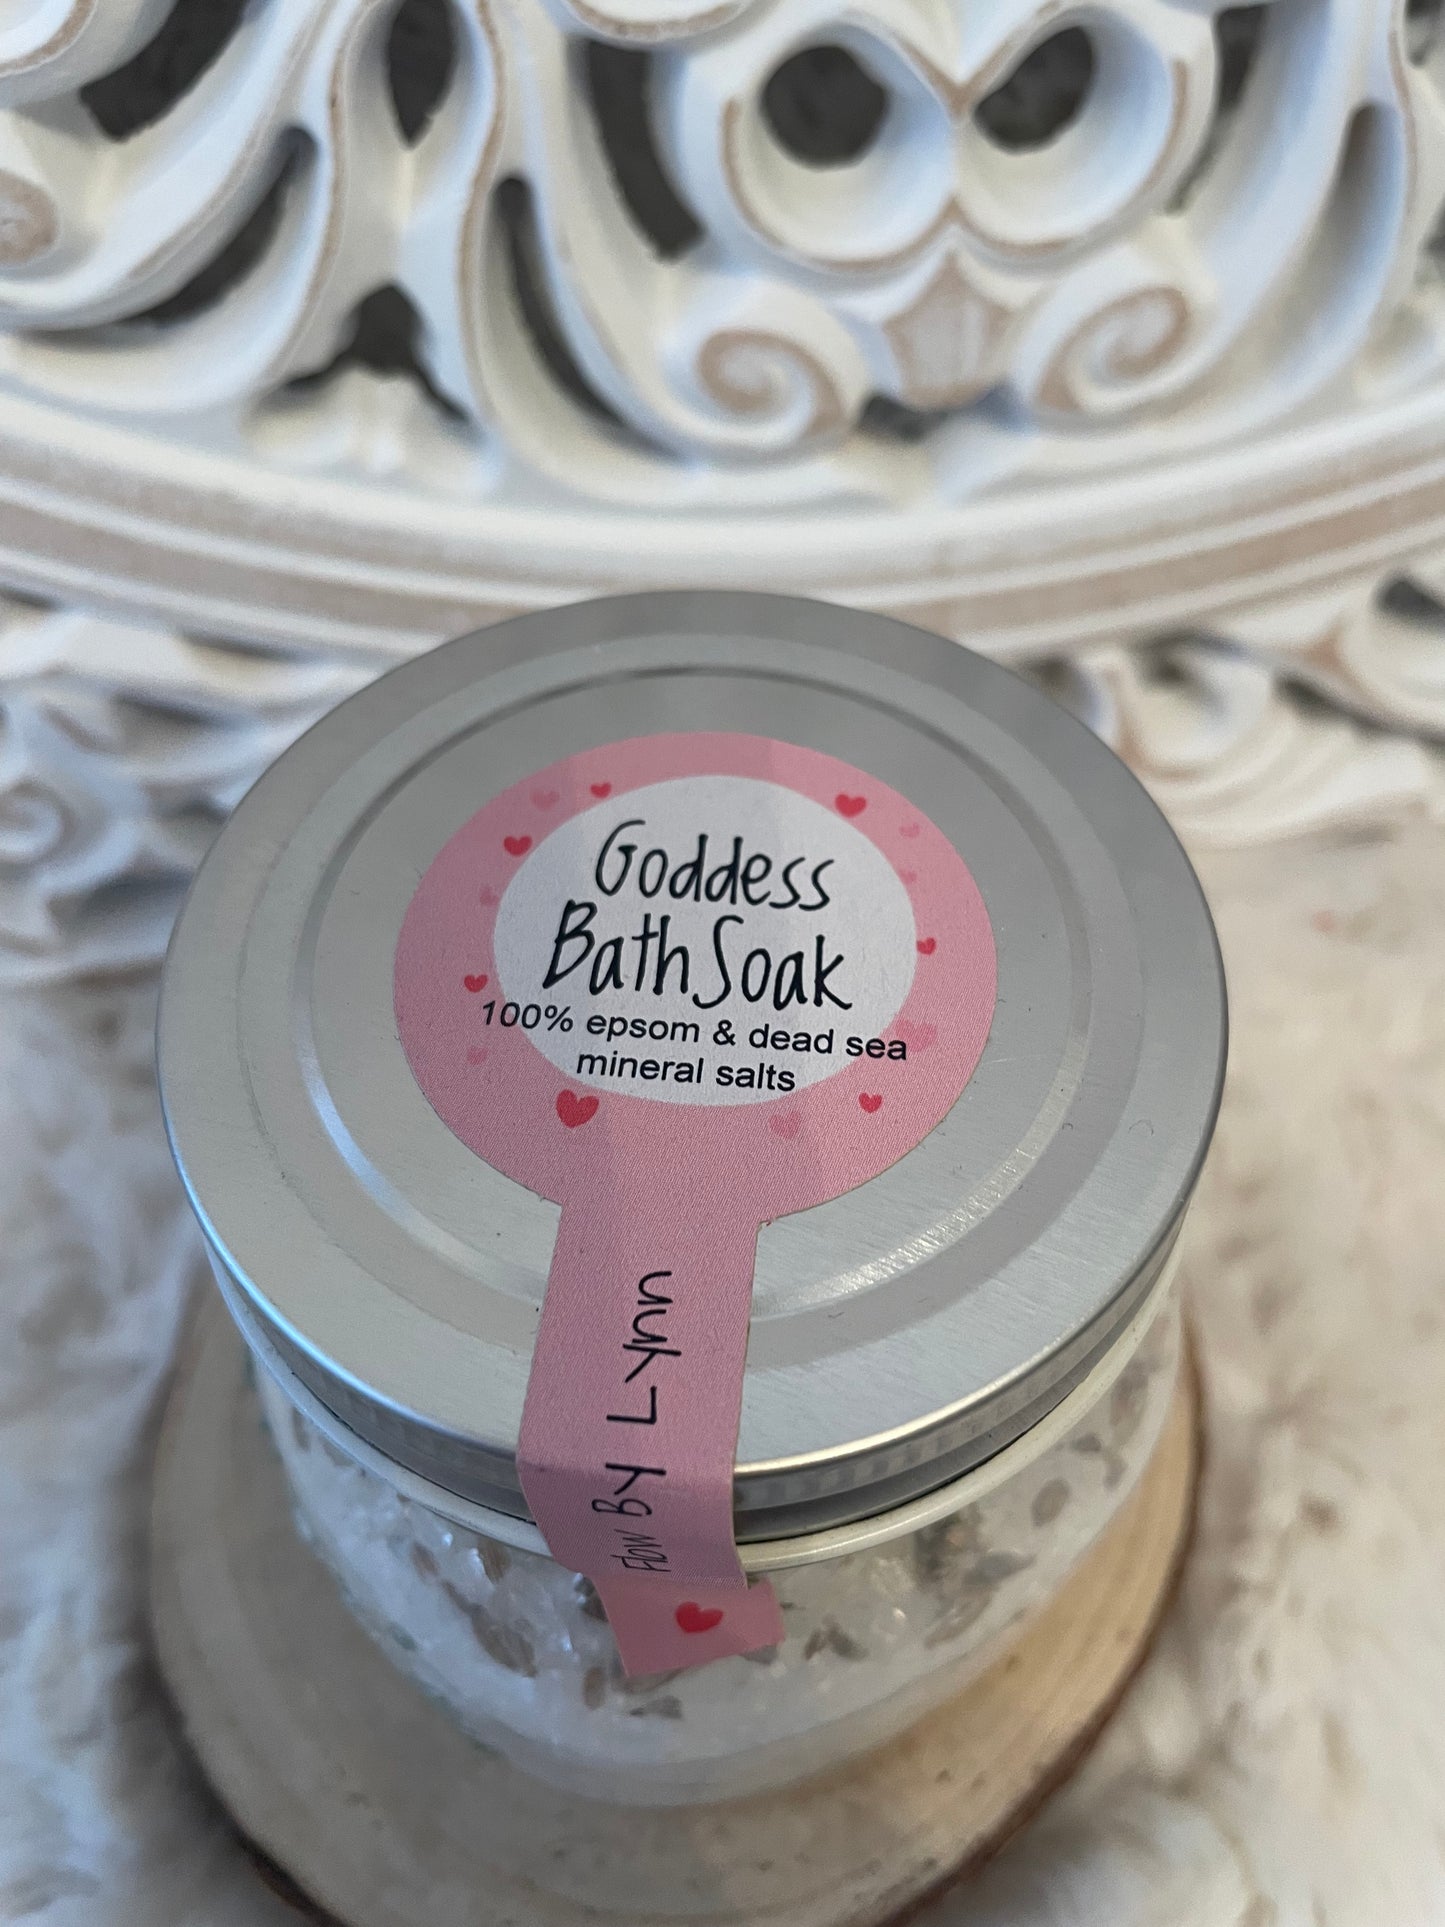 Goddess
Bath Soak
100% epsom & dead sea
mineral salts
Flow By Lynn